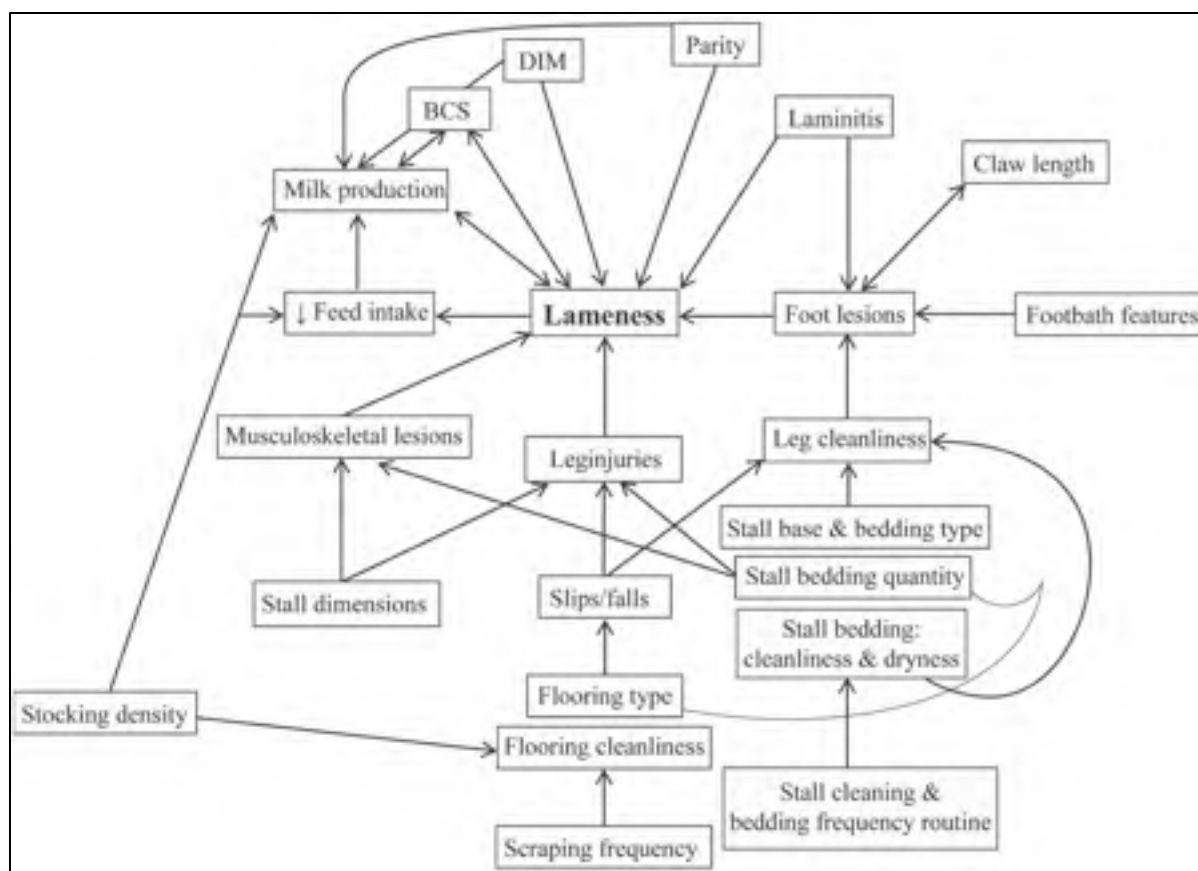 Parity
DIM
BCS
Laminitis
Claw length
Milk production
↓ Feed intake
Lameness
Foot lesions
Footbath features
Musculoskeletal lesions
Leginjuries
Leg cleanliness
Stall base & bedding type
Stall bedding quantity
Stall dimensions
Slips/falls
Stall bedding:
cleanliness & dryness
Flooring type
Stocking density
Flooring cleanliness
Stall cleaning &
bedding frequency routine
Scraping frequency